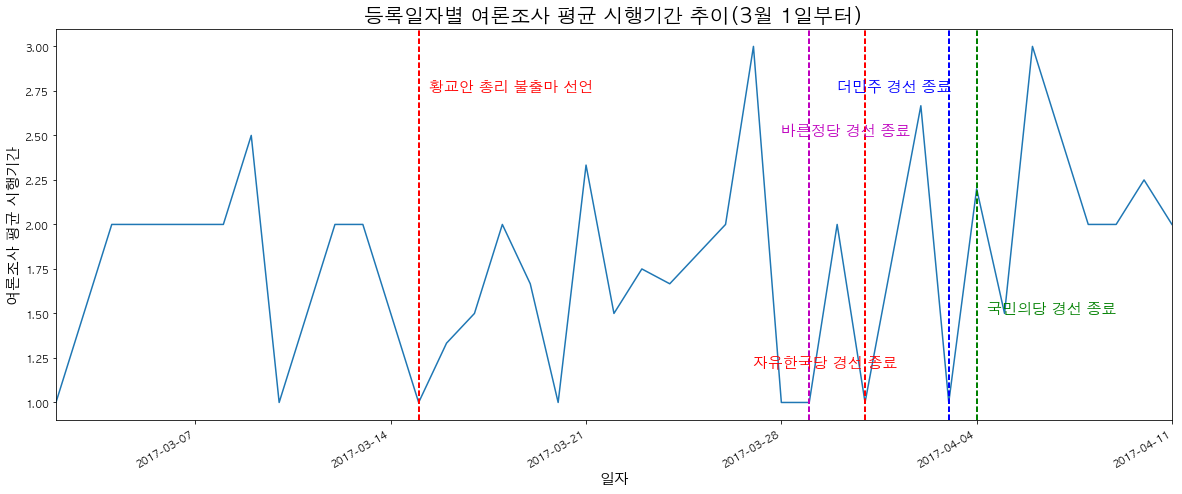 등록일자별 여론조사 평균 시행기간 추이(3월 1일부터)
여론조사 평균 시행기간
3.00
2.75
2.50
2.25
2.00
1.75
1.50
1.25
1.00
황교안 총리 불출마 선언
더민주 경선 종료
바른정당 경선 종료
국민의당 경선 종료
자유한국당 경선 종료
2017-03-07
2017-03-14
2017-03-21
2017-03-28
2017-04-04
2017-04-11
일자